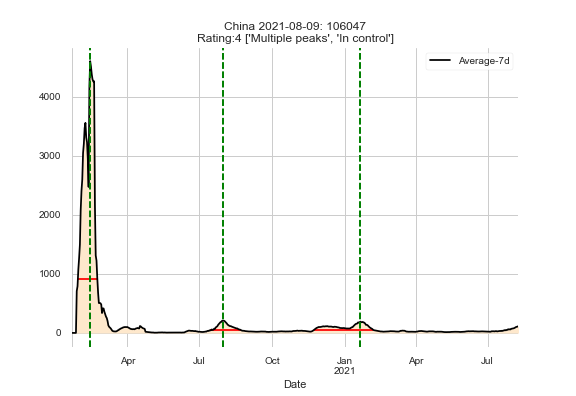 China 2021-08-09: 106047
Rating:4 ['Multiple peaks', 'In control']
Average-7d
4000
3000
2000
1000
0
Apr Jul Oct Jan Apr Jul
2021
Date